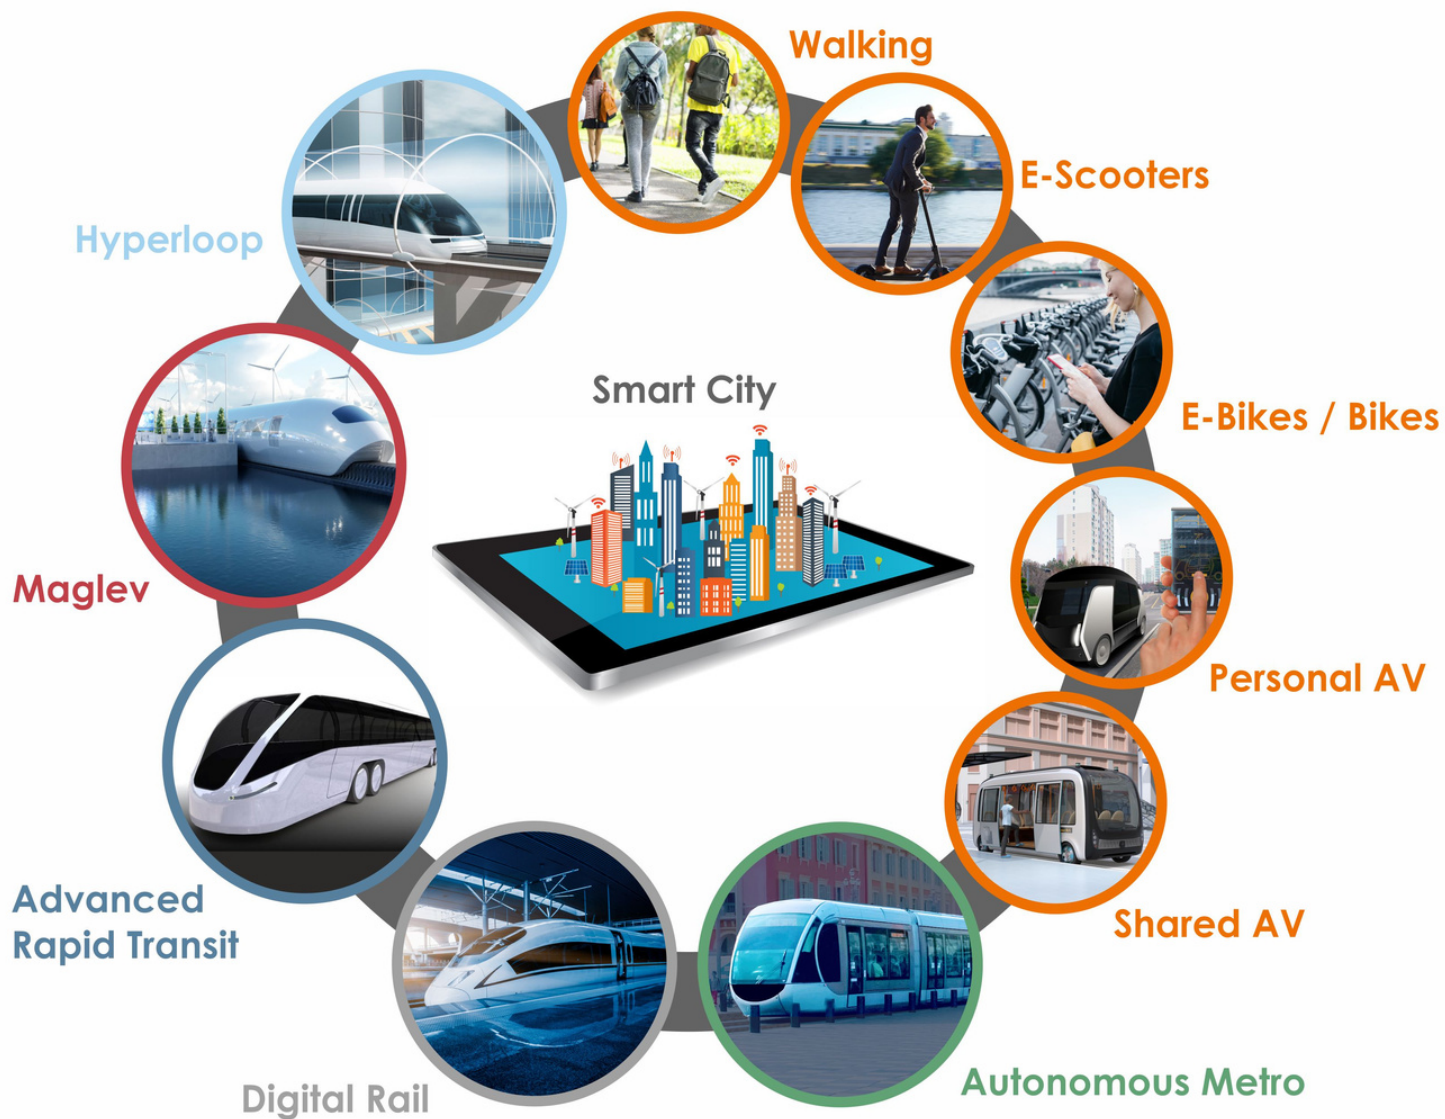 Walking
E-Scooters
Hyperloop
Smart City
E-Bikes / Bikes
Maglev
Personal AV
Advanced
Rapid Transit
Shared AV
Autonomous Metro
Digital Rail